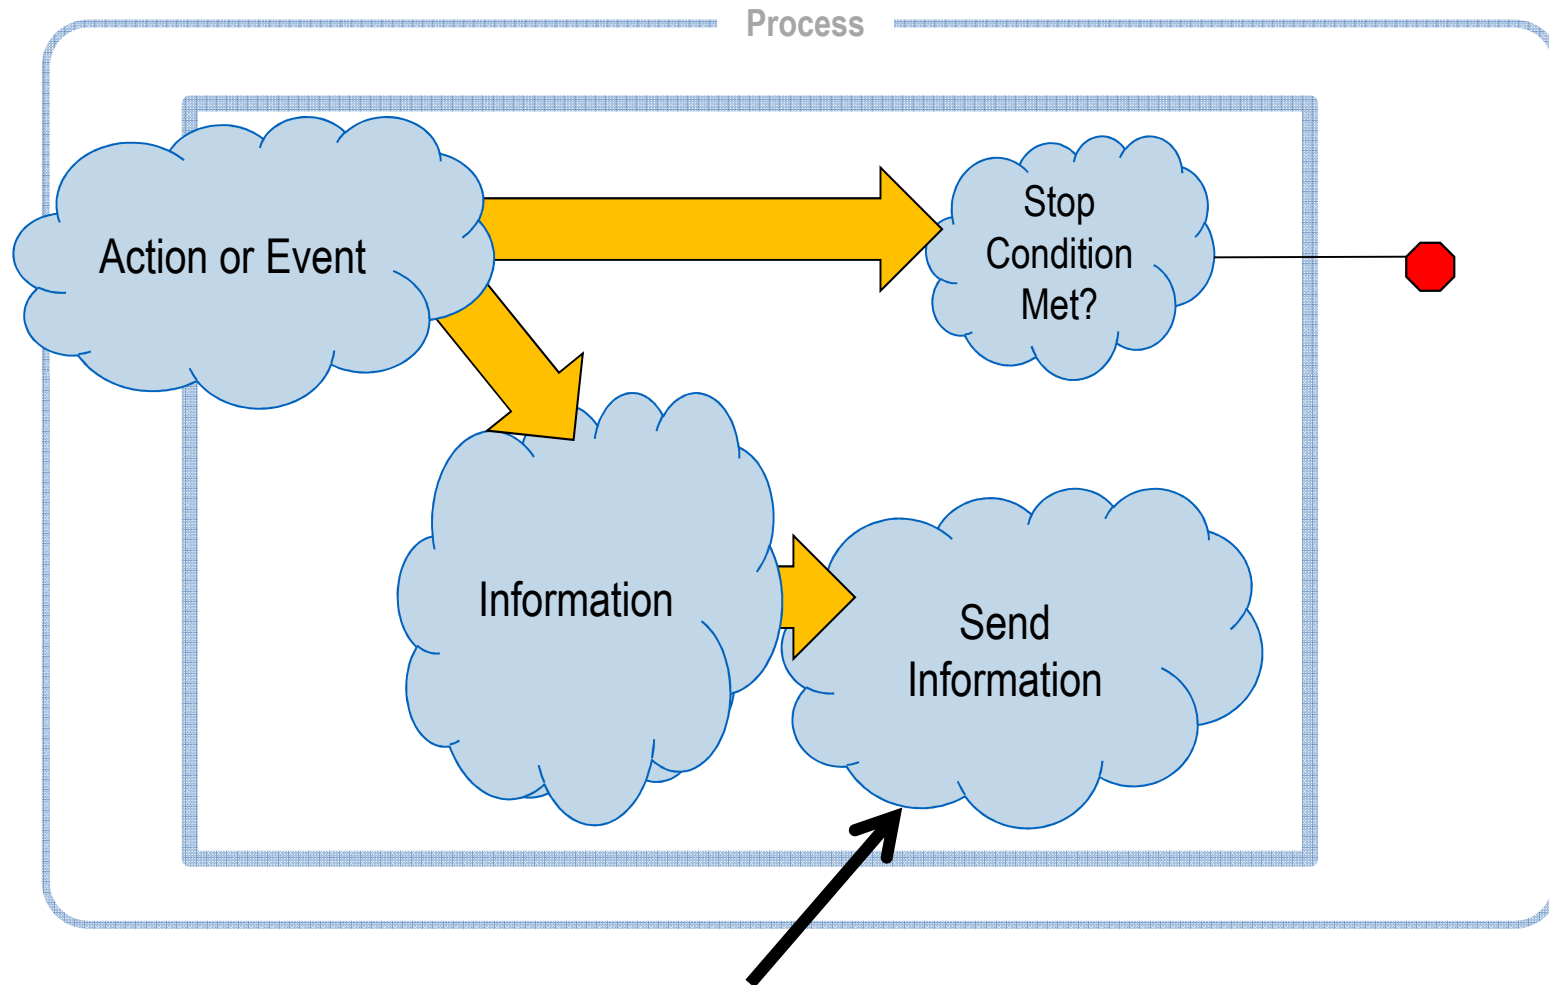 Process
Action or Event
Stop
Condition
Met?
Information
Send
Information